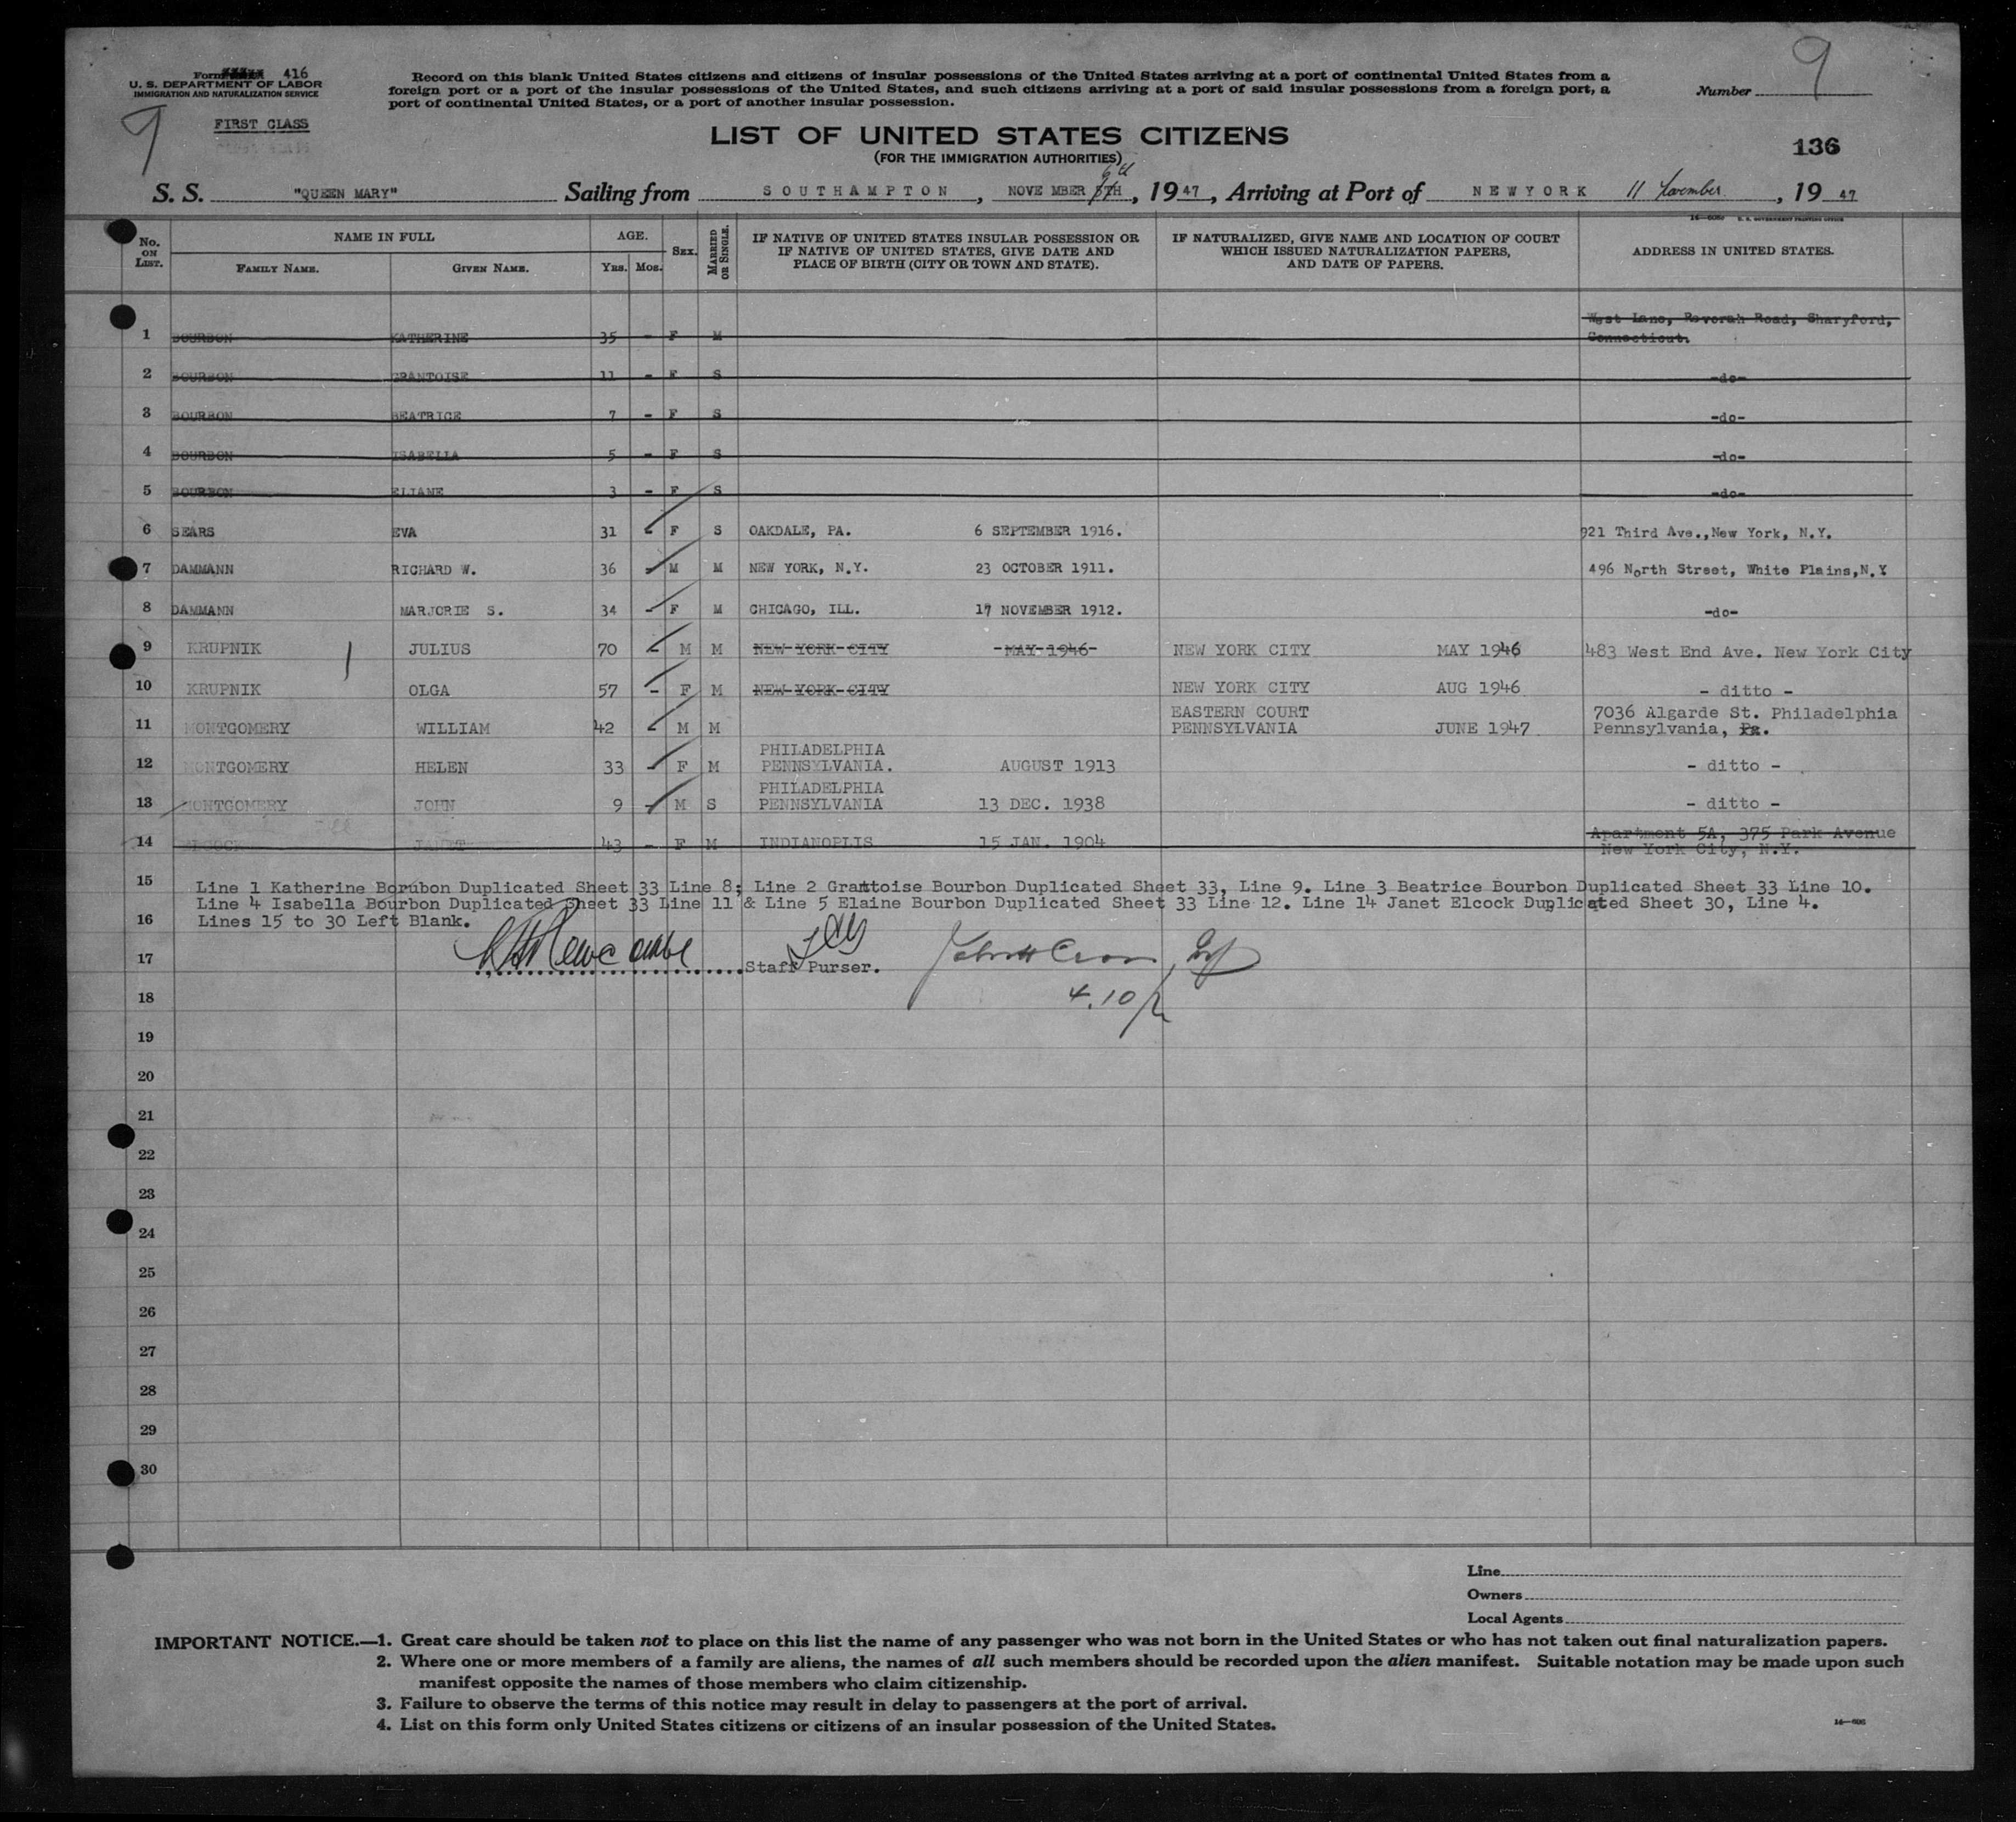 Form 416
U. S. DEPARTMENT OF LABOR
IMMIGRATION AND NATURALIZATION SERVICE
9
FIRST CLASS
Record on this blank United States citizens and citizens of insular possessions of the United States arriving at a port of continental United States from a
foreign port or a port of the insular possessions of the United States, and such citizens arriving at a port of said insular possessions from a foreign port, a
port of continental United States, or a port of another insular possession.
Number 9
LIST OF UNITED STATES CITIZENS
(FOR THE IMMIGRATION AUTHORITIES)
136
S. S. "QUEEN MARY" Sailing from SOUTHAMPTON, NOVEMBER 5TH 6th, 1947, Arriving at Port of NEWYORK 11 November, 1947
No. ON LIST. NAME IN FULL AGE. SEX. MARRIED OR SINGLE. IF NATIVE OF UNITED STATES INSULAR POSSESSION OR IF NATIVE OF UNITED STATES, GIVE DATE AND PLACE OF BIRTH (CITY OR TOWN AND STATE). IF NATURALIZED, GIVE NAME AND LOCATION OF COURT WHICH ISSUED NATURALIZATION PAPERS, AND DATE OF PAPERS. ADDRESS IN UNITED STATES.
FAMILY NAME. GIVEN NAME. YRS. MOS.
1 BOURBON KATHERINE 35 - F M West Lane, Revorah Road, Sharyford,
Connecticut.
2 BOURBON GRANTOISE 11 - F S -do-
3 BOURBON BEATRICE 7 - F S -do-
4 BOURBON ISABELLA 5 - F S -do-
5 BOURBON ELIANE 3 - F S -do-
6 SEARS EVA 31 - F S OAKDALE, PA. 6 SEPTEMBER 1916. 921 Third Ave.,New York, N.Y.
7 DAMMANN RICHARD W. 36 - M M NEW YORK, N.Y. 23 OCTOBER 1911. 496 North Street, White Plains,N.Y
8 DAMMANN MARJORIE S. 34 - F M CHICAGO, ILL. 17 NOVEMBER 1912. -do-
9 KRUPNIK JULIUS 70 - M M NEW YORK CITY -MAY 1946- NEW YORK CITY MAY 1946 483 West End Ave. New York City
10 KRUPNIK OLGA 57 - F M NEW YORK CITY NEW YORK CITY AUG 1946 - ditto -
11 MONTGOMERY WILLIAM 42 - M M EASTERN COURT PENNSYLVANIA JUNE 1947 7036 Algarde St. Philadelphia
Pennsylvania, Pa.
12 MONTGOMERY HELEN 33 - F M PHILADELPHIA PENNSYLVANIA. AUGUST 1913 - ditto -
13 MONTGOMERY JOHN 9 - M S PHILADELPHIA PENNSYLVANIA 13 DEC. 1938 - ditto -
14 ELCOCK JANET 43 - F M INDIANOPLIS 15 JAN. 1904 Apartment 5A, 375 Park Avenue
New York City, N.Y.
15 Line 1 Katherine Borubon Duplicated Sheet 33 Line 8; Line 2 Grantoise Bourbon Duplicated Sheet 33, Line 9. Line 3 Beatrice Bourbon Duplicated Sheet 33 Line 10.
Line 4 Isabella Bourbon Duplicated Sheet 33 Line 11 & Line 5 Elaine Bourbon Duplicated Sheet 33 Line 12. Line 14 Janet Elcock Duplicated Sheet 30, Line 4.
16 Lines 15 to 30 Left Blank.
17 Staff Purser.
18 4.10
19
20
21
22
23
24
25
26
27
28
29
30
Line
Owners
Local Agents
IMPORTANT NOTICE.—1. Great care should be taken not to place on this list the name of any passenger who was not born in the United States or who has not taken out final naturalization papers.
2. Where one or more members of a family are aliens, the names of all such members should be recorded upon the alien manifest. Suitable notation may be made upon such
manifest opposite the names of those members who claim citizenship.
3. Failure to observe the terms of this notice may result in delay to passengers at the port of arrival.
4. List on this form only United States citizens or citizens of an insular possession of the United States.